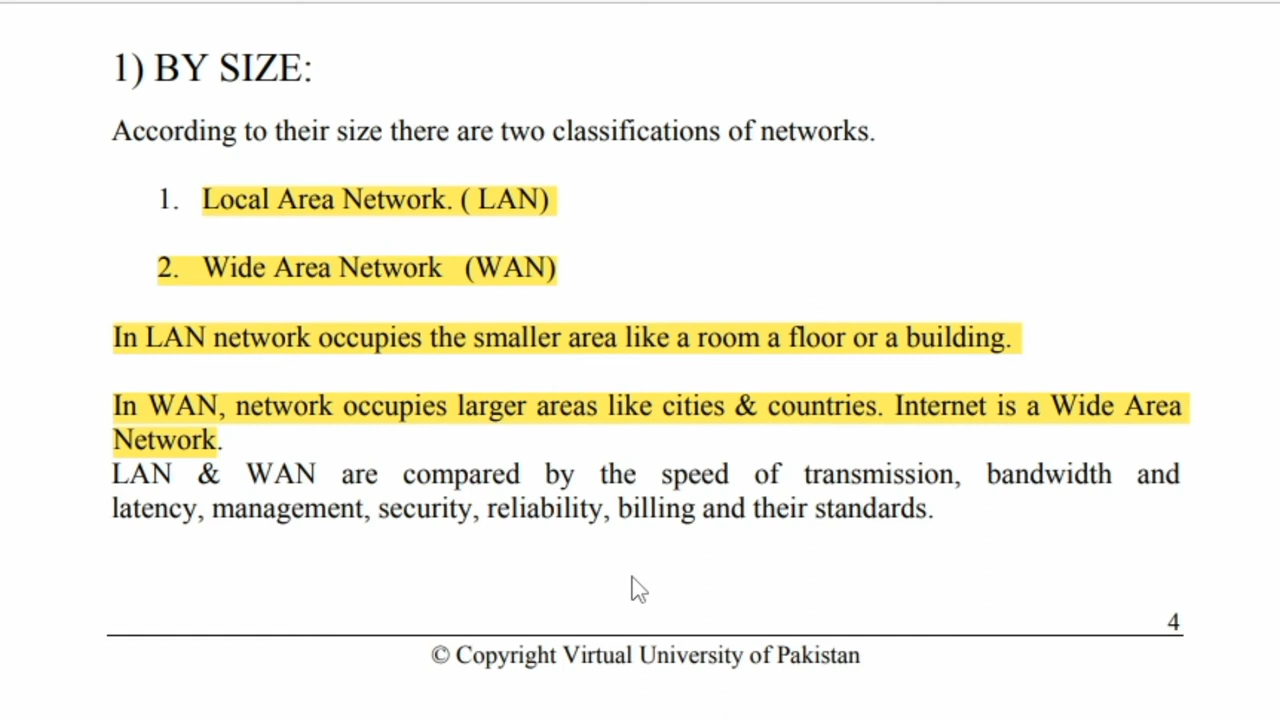 1) BY SIZE:
According to their size there are two classifications of networks.
1. Local Area Network. ( LAN)
2. Wide Area Network (WAN)
In LAN network occupies the smaller area like a room a floor or a building.
In WAN, network occupies larger areas like cities & countries. Internet is a Wide Area
Network.
LAN & WAN are compared by the speed of transmission, bandwidth and
latency, management, security, reliability, billing and their standards.
4
© Copyright Virtual University of Pakistan